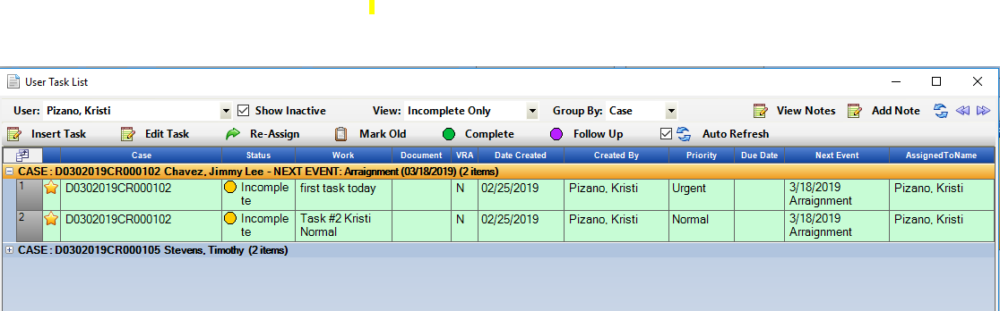 User Task List
User: Pizano, Kristi Show Inactive View: Incomplete Only Group By: Case View Notes Add Note
Insert Task Edit Task Re-Assign Mark Old Complete Follow Up Auto Refresh
Case Status Work Document VRA Date Created Created By Priority Due Date Next Event AssignedToName
CASE : D0302019CR000102 Chavez, Jimmy Lee - NEXT EVENT: Arraignment (03/18/2019) (2 items)
1 D0302019CR000102 Incomple first task today N 02/25/2019 Pizano, Kristi Urgent 3/18/2019 Pizano, Kristi
te Arraignment
2 D0302019CR000102 Incomple Task #2 Kristi N 02/25/2019 Pizano, Kristi Normal 3/18/2019 Pizano, Kristi
te Normal Arraignment
CASE : D0302019CR000105 Stevens, Timothy (2 items)